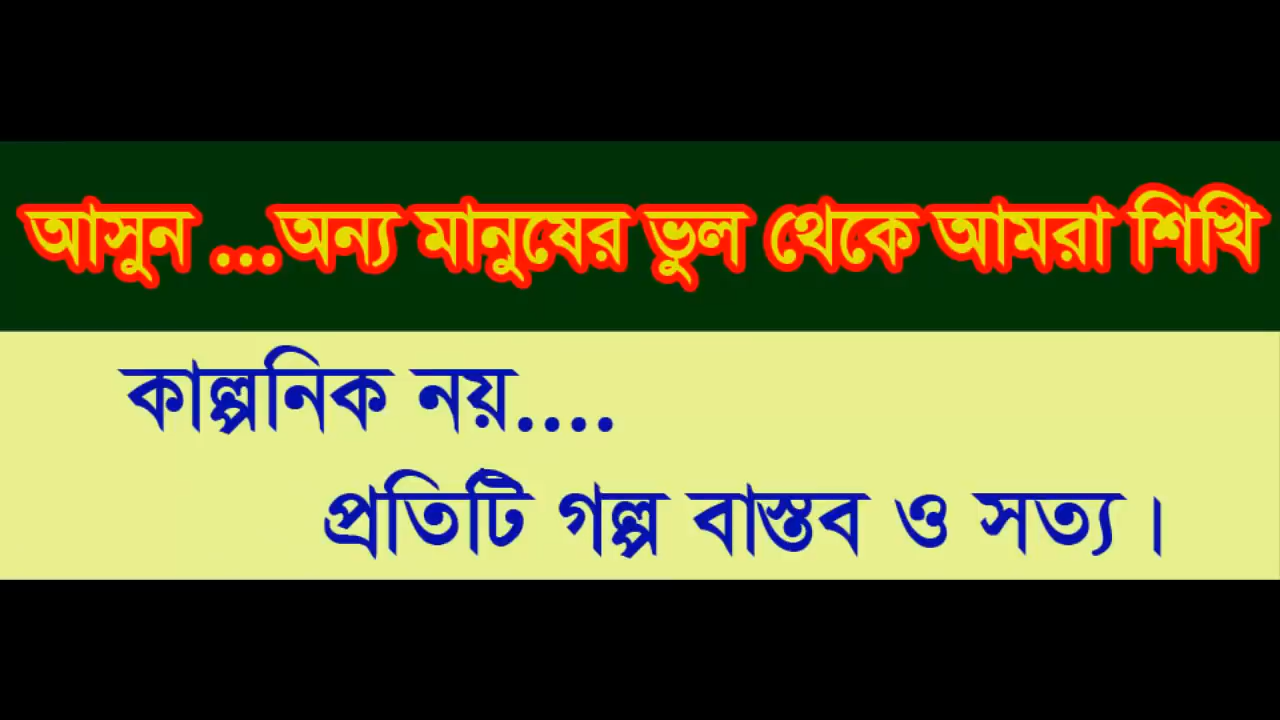 আসুন ...অন্য মানুষের ভুল থেকে আমরা শিখি
কাল্পনিক নয়....
প্রতিটি গল্প বাস্তব ও সত্য।